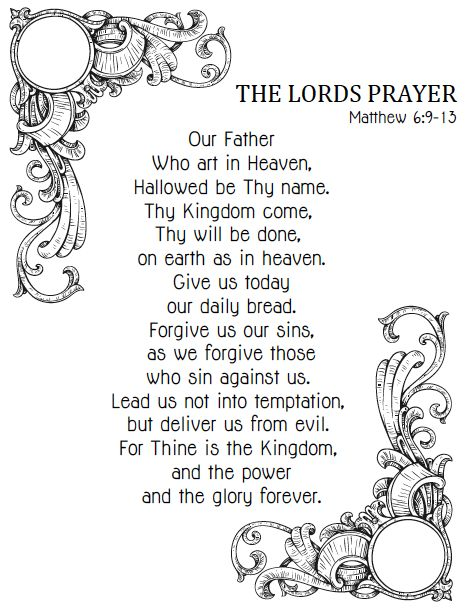 THE LORDS PRAYER
Matthew 6:9-13
Our Father
Who art in Heaven,
Hallowed be Thy name.
Thy Kingdom come,
Thy will be done,
on earth as in heaven.
Give us today
our daily bread.
Forgive us our sins,
as we forgive those
who sin against us.
Lead us not into temptation,
but deliver us from evil.
For Thine is the Kingdom,
and the power
and the glory forever.